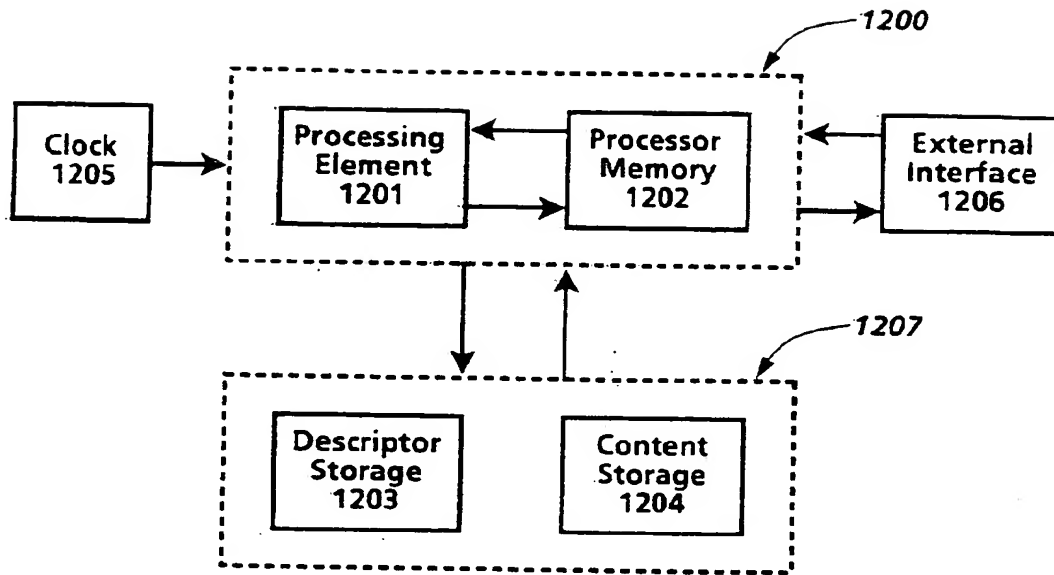 1200
Clock
1205
Processing
Element
1201
Processor
Memory
1202
External
Interface
1206
1207
Descriptor
Storage
1203
Content
Storage
1204